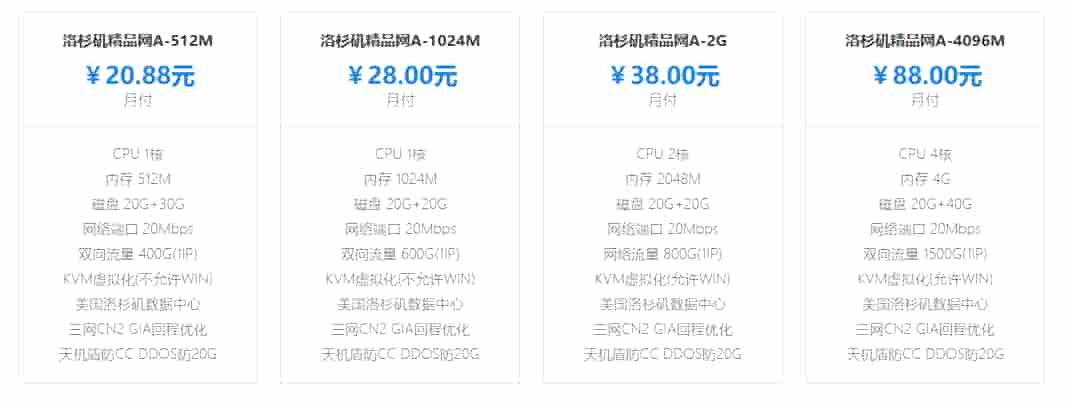 洛杉矶精品网A-512M
￥20.88元
月付
CPU 1核
内存 512M
磁盘 20G+30G
网络端口 20Mbps
双向流量 400G(1IP)
KVM虚拟化(不允许WIN)
美国洛杉矶数据中心
三网CN2 GIA回程优化
天机盾防CC DDOS防20G
洛杉矶精品网A-1024M
￥28.00元
月付
CPU 1核
内存 1024M
磁盘 20G+20G
网络端口 20Mbps
双向流量 600G(1IP)
KVM虚拟化(不允许WIN)
美国洛杉矶数据中心
三网CN2 GIA回程优化
天机盾防CC DDOS防20G
洛杉矶精品网A-2G
￥38.00元
月付
CPU 2核
内存 2048M
磁盘 20G+20G
网络端口 20Mbps
网络流量 800G(1IP)
KVM虚拟化(允许WIN)
美国洛杉矶数据中心
三网CN2 GIA回程优化
天机盾防CC DDOS防20G
洛杉矶精品网A-4096M
￥88.00元
月付
CPU 4核
内存 4G
磁盘 20G+40G
网络端口 20Mbps
双向流量 1500G(1IP)
KVM虚拟化(允许WIN)
美国洛杉矶数据中心
三网CN2 GIA回程优化
天机盾防CC DDOS防20G